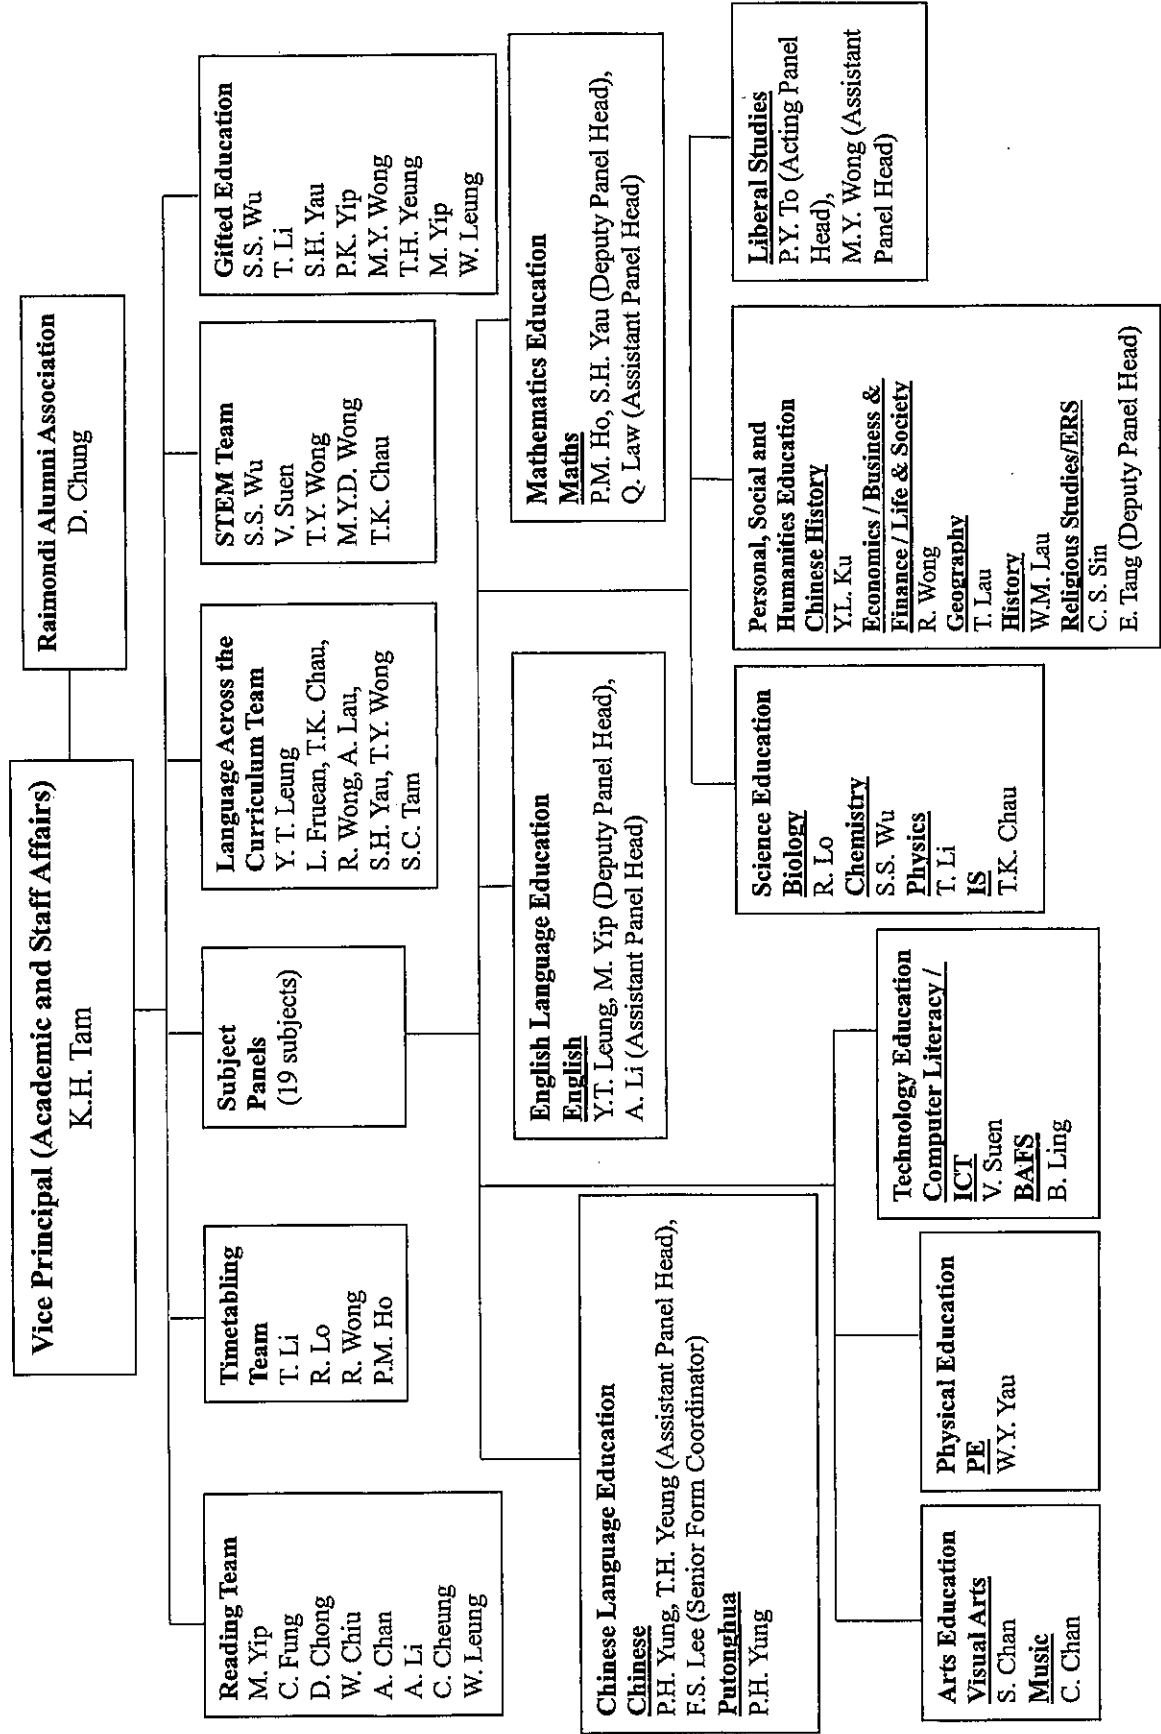 Vice Principal (Academic and Staff Affairs)
K.H. Tam
Raimondi Alumni Association
D. Chung
Reading Team
M. Yip
C. Fung
D. Chong
W. Chiu
A. Chan
A. Li
C. Cheung
W. Leung
Timetabling
Team
T. Li
R. Lo
R. Wong
P.M. Ho
Subject
Panels
(19 subjects)
Language Across the
Curriculum Team
Y.T. Leung
L. Fruean, T.K. Chau,
R. Wong, A. Lau,
S.H. Yau, T.Y. Wong
S.C. Tam
STEM Team
S.S. Wu
V. Suen
T.Y. Wong
M.Y.D. Wong
T.K. Chau
Gifted Education
S.S. Wu
T. Li
S.H. Yau
P.K. Yip
M.Y. Wong
T.H. Yeung
M. Yip
W. Leung
Chinese Language Education
Chinese
P.H. Yung, T.H. Yeung (Assistant Panel Head),
F.S. Lee (Senior Form Coordinator)
Putonghua
P.H. Yung
English Language Education
English
Y.T. Leung, M. Yip (Deputy Panel Head),
A. Li (Assistant Panel Head)
Mathematics Education
Maths
P.M. Ho, S.H. Yau (Deputy Panel Head),
Q. Law (Assistant Panel Head)
Arts Education
Visual Arts
S. Chan
Music
C. Chan
Physical Education
PE
W.Y. Yau
Technology Education
Computer Literacy /
ICT
V. Suen
BAFS
B. Ling
Science Education
Biology
R. Lo
Chemistry
S.S. Wu
Physics
T. Li
IS
T.K. Chau
Personal, Social and
Humanities Education
Chinese History
Y.L. Ku
Economics / Business &
Finance / Life & Society
R. Wong
Geography
T. Lau
History
W.M. Lau
Religious Studies/ERS
C. S. Sin
E. Tang (Deputy Panel Head)
Liberal Studies
P.Y. To (Acting Panel
Head),
M.Y. Wong (Assistant
Panel Head)